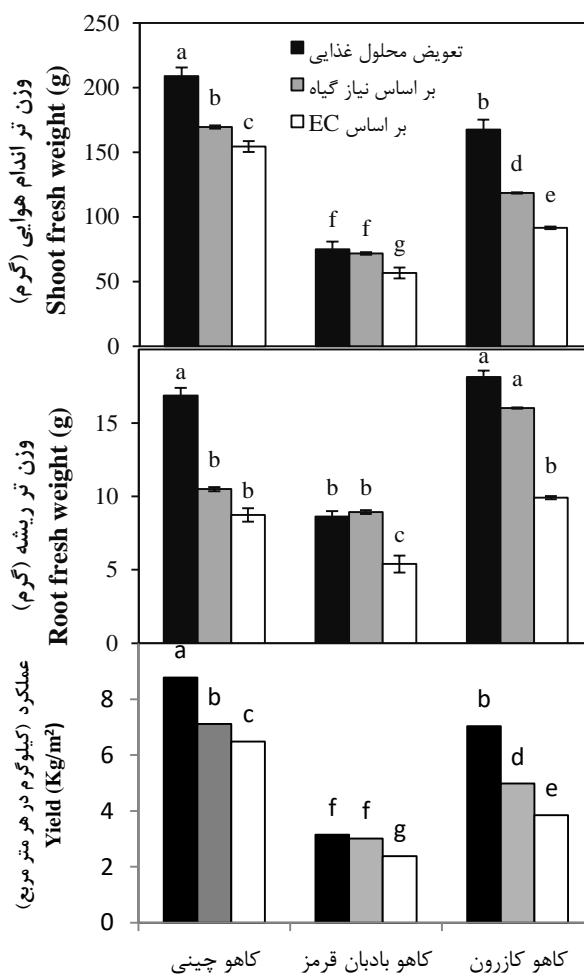 250
200
150
100
50
0
وزن تر اندام هوایی (گرم)
Shoot fresh weight (g)
تعویض محلول غذایی
بر اساس نیاز گیاه
بر اساس EC
a
b
c
f
f
g
b
d
e
15
10
5
0
وزن تر ریشه (گرم)
Root fresh weight (g)
a
b
b
b
b
c
a
a
b
8
6
4
2
0
عملکرد (کیلوگرم در هر متر مربع)
Yield (Kg/m²)
a
b
c
f
f
g
b
d
e
کاهو چینی
کاهو بادبان قرمز
کاهو کازرون